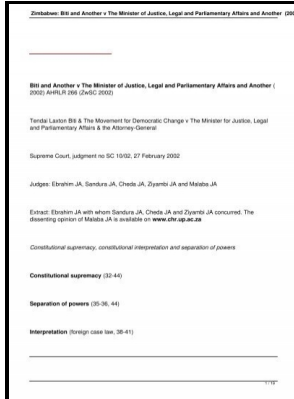 Zimbabwe: Biti and Another v The Minister of Justice, Legal and Parliamentary Affairs and Another (200
Biti and Another v The Minister of Justice, Legal and Parliamentary Affairs and Another (
2002) AHRLR 266 (ZwSC 2002)
Tendai Laxton Biti & The Movement for Democratic Change v The Minister for Justice, Legal
and Parliamentary Affairs & the Attorney-General
Supreme Court, judgment no SC 10/02, 27 February 2002
Judges: Ebrahim JA, Sandura JA, Cheda JA, Ziyambi JA and Malaba JA
Extract: Ebrahim JA with whom Sandura JA, Cheda JA and Ziyambi JA concurred. The
dissenting opinion of Malaba JA is available on www.chr.up.ac.za
Constitutional supremacy, constitutional interpretation and separation of powers
Constitutional supremacy (32-44)
Separation of powers (35-36, 44)
Interpretation (foreign case law, 38-41)